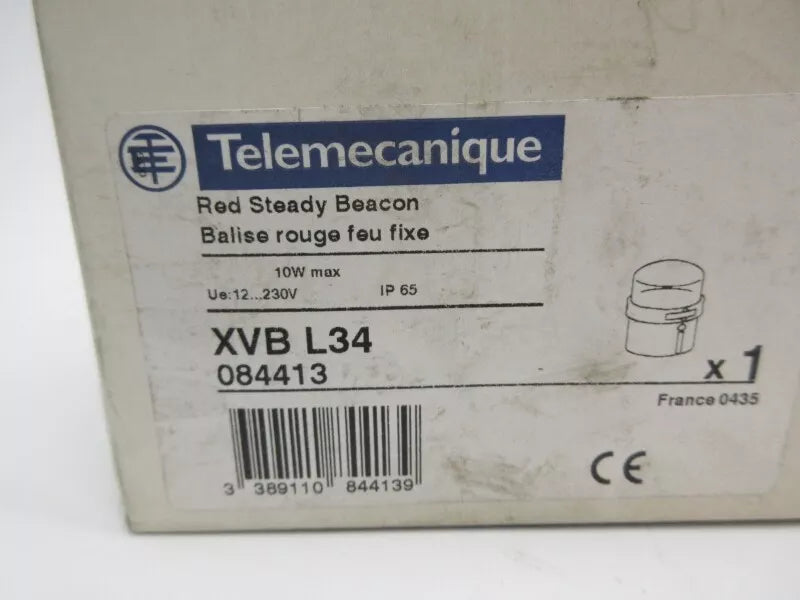 Telemecanique
Red Steady Beacon
Balise rouge feu fixe
10W max
Ue:12...230V IP 65
XVB L34
084413
x 1
France 0435
3 389110 844139
CE